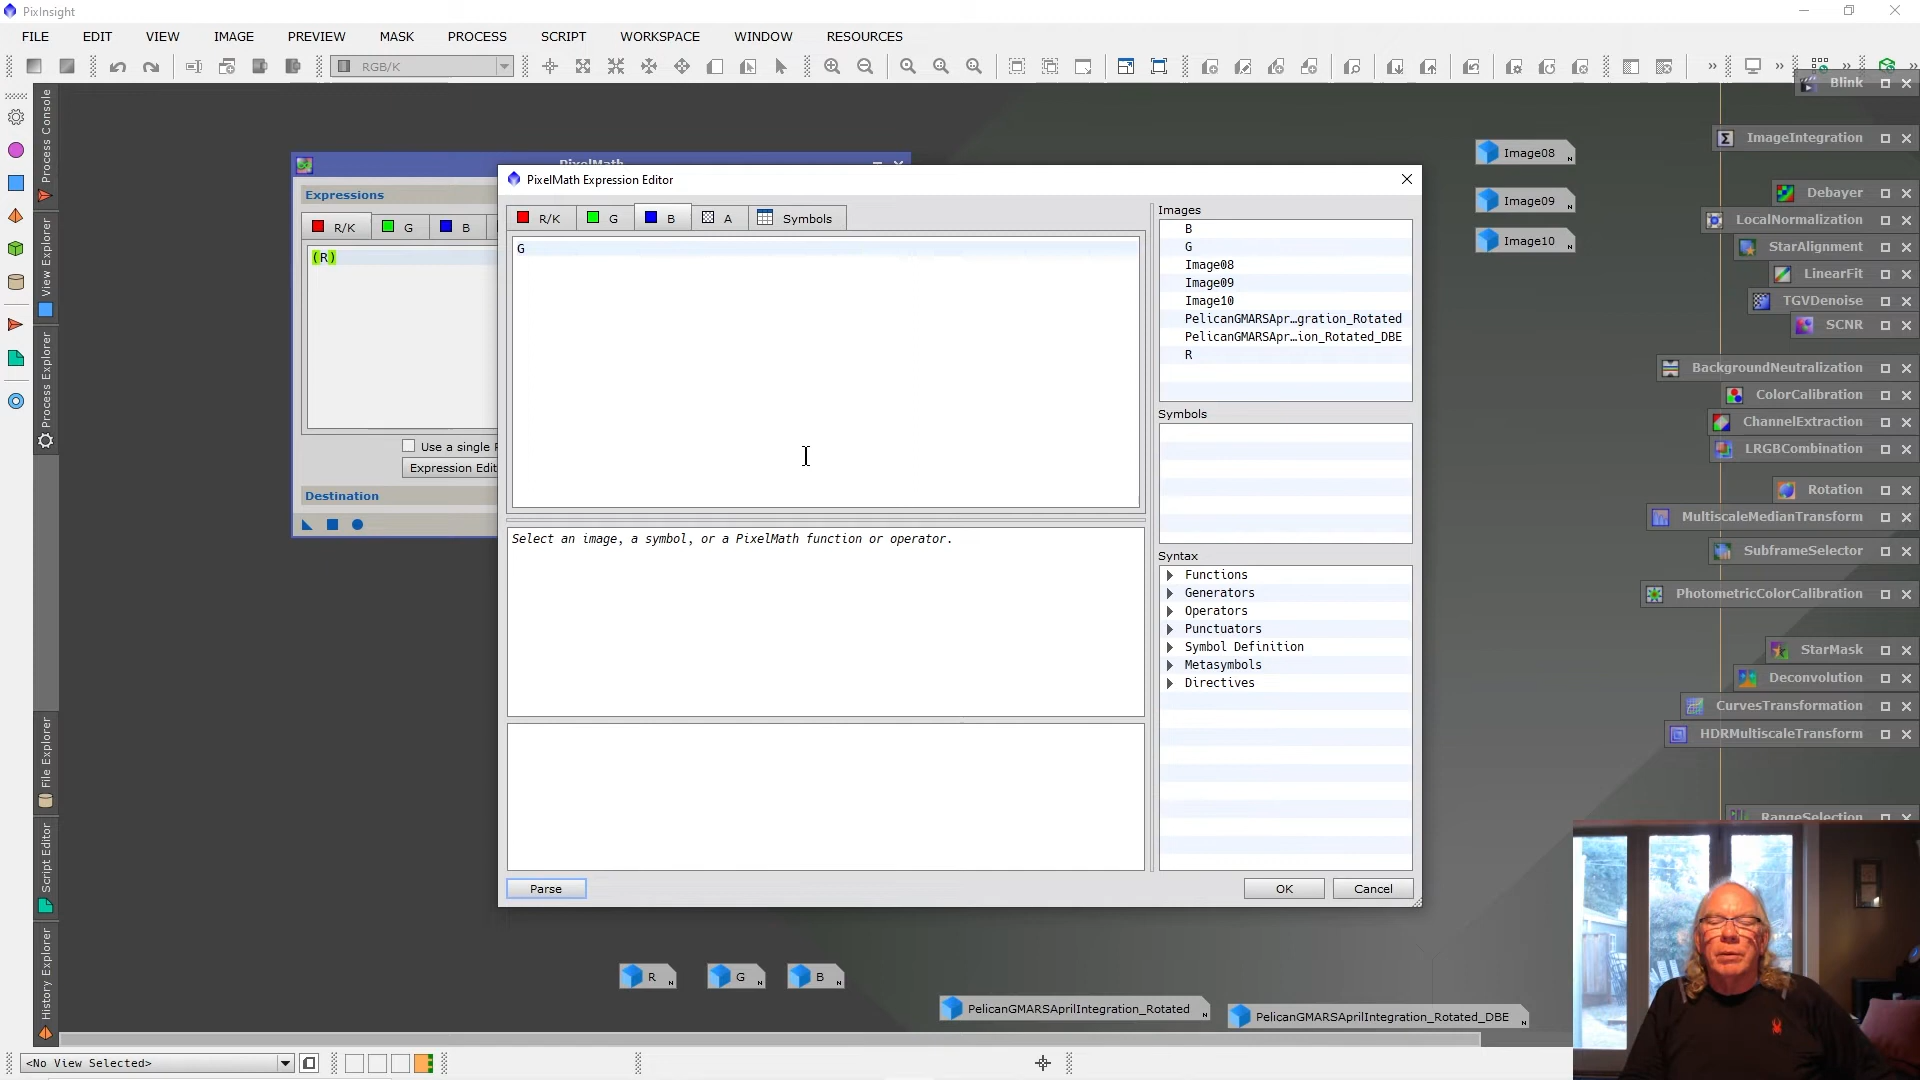 PixInsight
FILE EDIT VIEW IMAGE PREVIEW MASK PROCESS SCRIPT WORKSPACE WINDOW RESOURCES
RGB/K
Process Console
View Explorer
Process Explorer
File Explorer
Script Editor
History Explorer
PixelMath
Expressions
R/K G B
(R)
Use a single
Expression Edit
Destination
PixelMath Expression Editor
R/K G B A Symbols
G
Select an image, a symbol, or a PixelMath function or operator.
Parse
Images
B
G
Image08
Image09
Image10
PelicanGMARSApr…gration_Rotated
PelicanGMARSApr…ion_Rotated_DBE
R
Symbols
Syntax
Functions
Generators
Operators
Punctuators
Symbol Definition
Metasymbols
Directives
OK Cancel
Image08
Image09
Image10
Blink
ImageIntegration
Debayer
LocalNormalization
StarAlignment
LinearFit
TGVDenoise
SCNR
BackgroundNeutralization
ColorCalibration
ChannelExtraction
LRGBCombination
Rotation
MultiscaleMedianTransform
SubframeSelector
PhotometricColorCalibration
StarMask
Deconvolution
CurvesTransformation
HDRMultiscaleTransform
RangeSelection
R G B
PelicanGMARSAprilIntegration_Rotated
PelicanGMARSAprilIntegration_Rotated_DBE
<No View Selected>